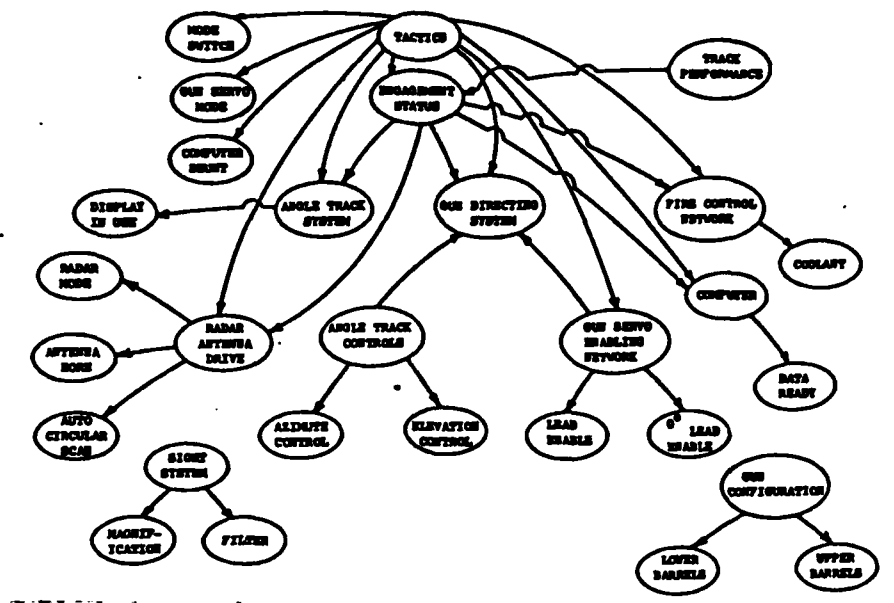 MODE
SWITCH
TACTICS
TRACK
PERFORMANCE
GUN SERVO
MODE
ENGAGEMENT
STATUS
COMPUTER
DISPLAY
IN USE
ANGLE TRACK
SYSTEM
GUN DIRECTING
SYSTEM
FIRE CONTROL
NETWORK
COOLANT
RADAR
MODE
COMPUTER
RADAR
ANTENNA
DRIVE
ANGLE TRACK
CONTROLS
GUN SERVO
ENABLING
NETWORK
ANTENNA
DATA
READY
AUTO
CIRCULAR
SCAN
AZIMUTH
CONTROL
ELEVATION
CONTROL
LEAD
ENABLE
0° LEAD
ENABLE
SIGHT
SYSTEM
GUN
CONFIGURATION
MAGNIF-
ICATION
FILTER
LOWER
BARRELS
UPPER
BARRELS